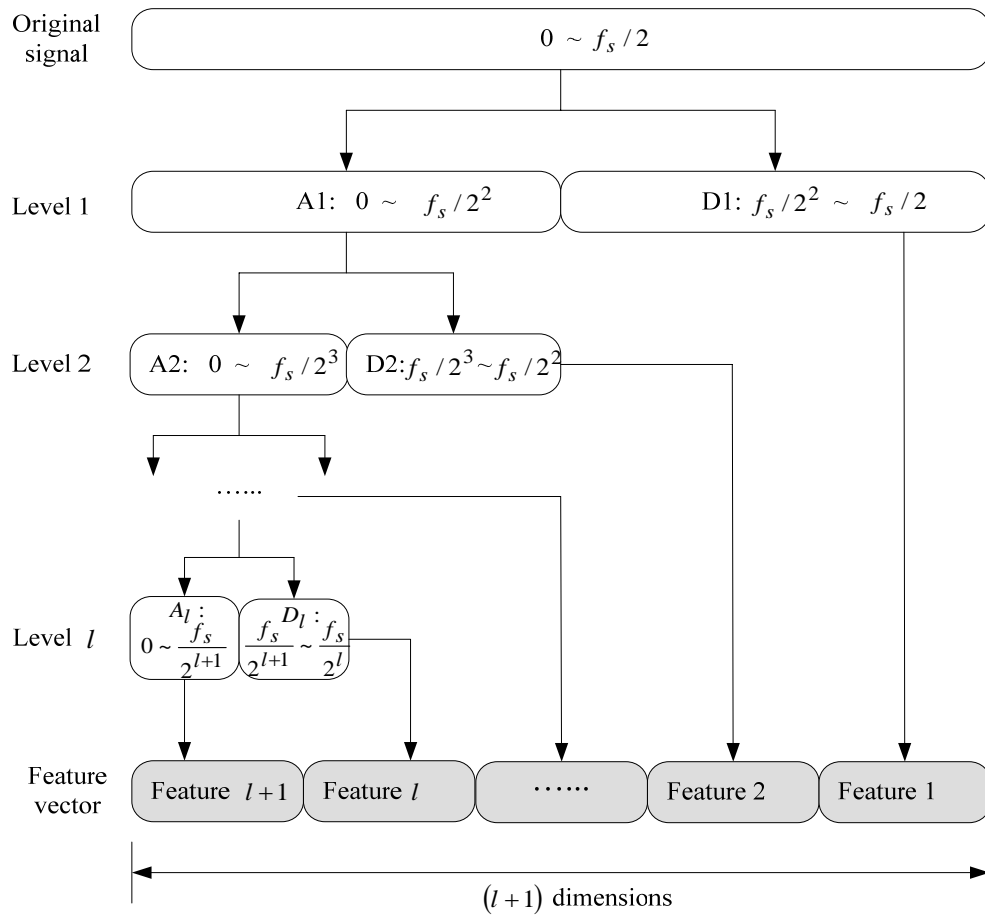 Original
signal
0 ~ f_s / 2
Level 1
A1: 0 ~ f_s / 2^2
D1: f_s / 2^2 ~ f_s / 2
Level 2
A2: 0 ~ f_s / 2^3
D2: f_s / 2^3 ~ f_s / 2^2
......
Level l
A_l :
0 ~ f_s / 2^{l+1}
D_l :
f_s / 2^{l+1} ~ f_s / 2^l
Feature
vector
Feature l+1
Feature l
......
Feature 2
Feature 1
(l+1) dimensions